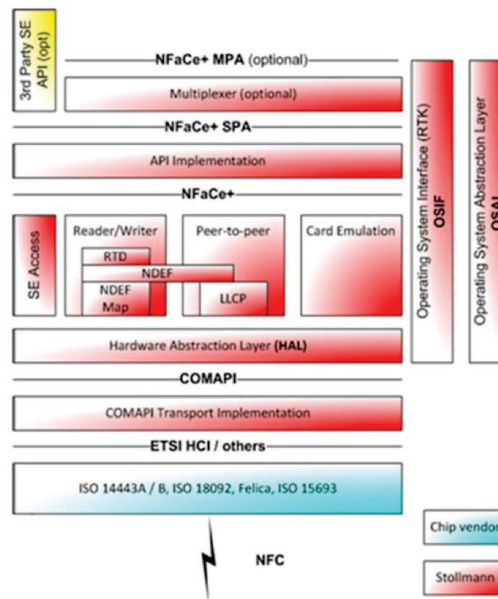 3rd Party SE
API (opt)
NFaCe+ MPA (optional)
Multiplexer (optional)
NFaCe+ SPA
API Implementation
NFaCe+
SE Access
Reader/Writer
RTD
NDEF
NDEF
Map
Peer-to-peer
LLCP
Card Emulation
Hardware Abstraction Layer (HAL)
COMAPI
COMAPI Transport Implementation
ETSI HCI / others
ISO 14443A / B, ISO 18092, Felica, ISO 15693
NFC
Operating System Interface (RTK)
OSIF
Operating System Abstraction Layer
OSAL
Chip vendor
Stollmann